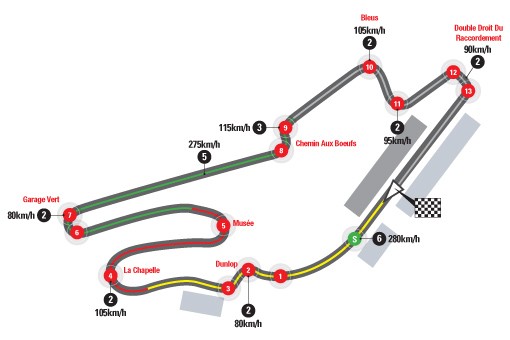 Bleus
105km/h
2
Double Droit Du
Raccordement
90km/h
2
10
12
13
11
2
95km/h
115km/h
3
9
8
Chemin Aux Boeufs
275km/h
5
Garage Vert
80km/h
2
7
6
5
Musée
S
6
280km/h
4
La Chapelle
2
105km/h
Dunlop
2
1
3
2
80km/h